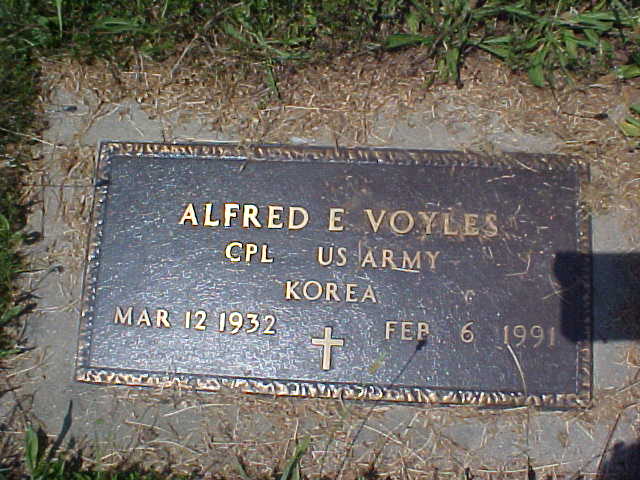 ALFRED E VOYLES
CPL US ARMY
KOREA
MAR 12 1932 FEB 6 1991